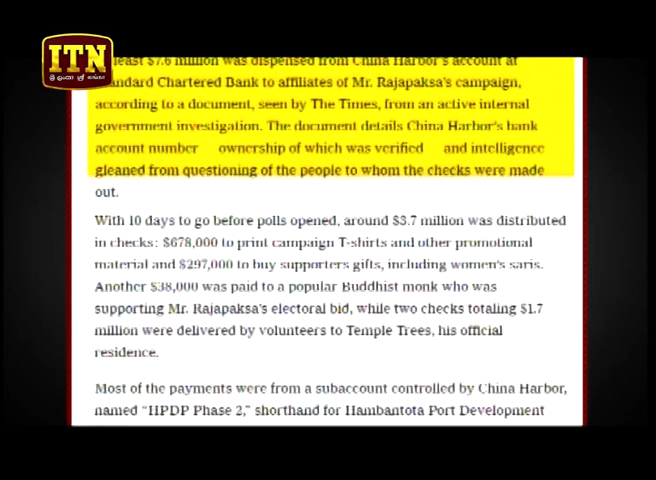 ITN
ශ්‍රී ලංකා ශ්‍රී ලංකා
least $7.6 million was dispensed from China Harbor's account at
andard Chartered Bank to affiliates of Mr. Rajapaksa's campaign,
according to a document, seen by The Times, from an active internal
government investigation. The document details China Harbor's bank
account number ownership of which was verified and intelligence
gleaned from questioning of the people to whom the checks were made
out.
With 10 days to go before polls opened, around $3.7 million was distributed
in checks: $678,000 to print campaign T-shirts and other promotional
material and $297,000 to buy supporters gifts, including women's saris.
Another $38,000 was paid to a popular Buddhist monk who was
supporting Mr. Rajapaksa's electoral bid, while two checks totaling $1.7
million were delivered by volunteers to Temple Trees, his official
residence.
Most of the payments were from a subaccount controlled by China Harbor,
named “HPDP Phase 2,” shorthand for Hambantota Port Development